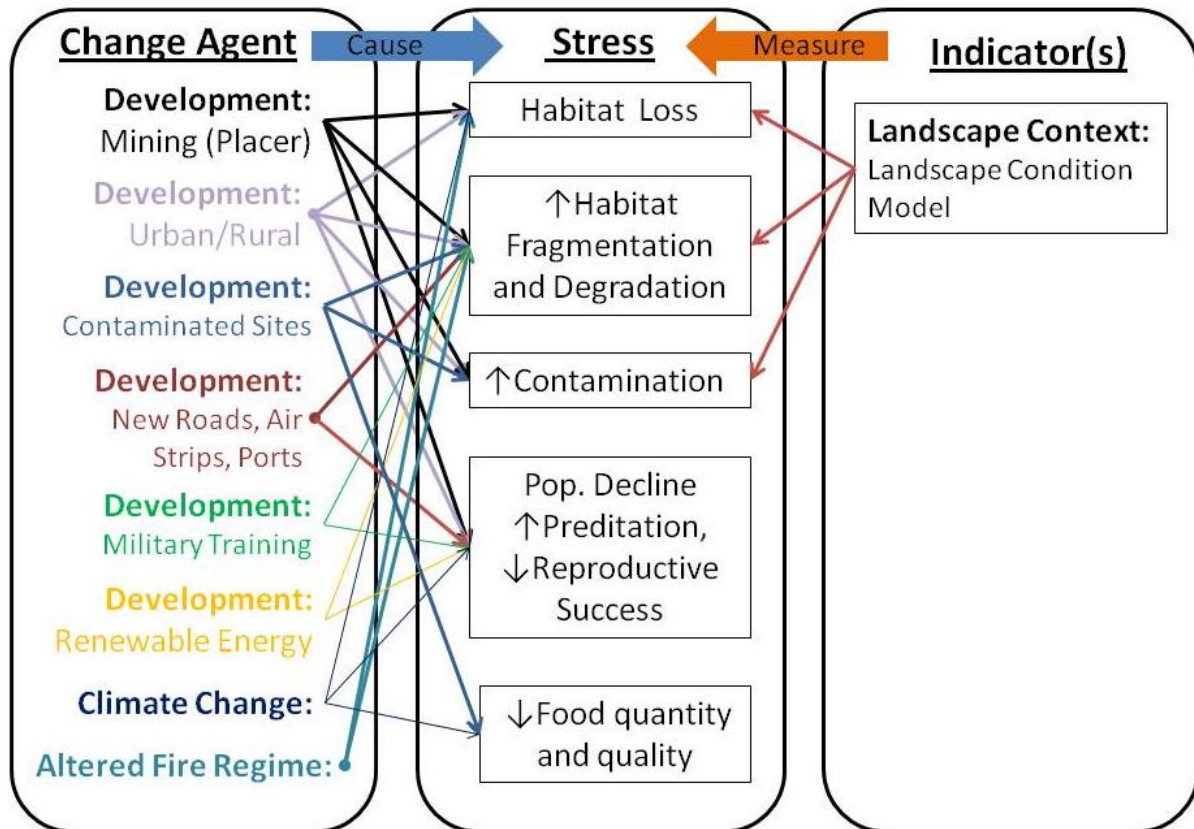 Change Agent
Cause
Stress
Measure
Indicator(s)
Development:
Mining (Placer)
Development:
Urban/Rural
Development:
Contaminated Sites
Development:
New Roads, Air
Strips, Ports
Development:
Military Training
Development:
Renewable Energy
Climate Change:
Altered Fire Regime:
Habitat Loss
↑Habitat
Fragmentation
and Degradation
↑Contamination
Pop. Decline
↑Preditation,
↓Reproductive
Success
↓Food quantity
and quality
Landscape Context:
Landscape Condition
Model